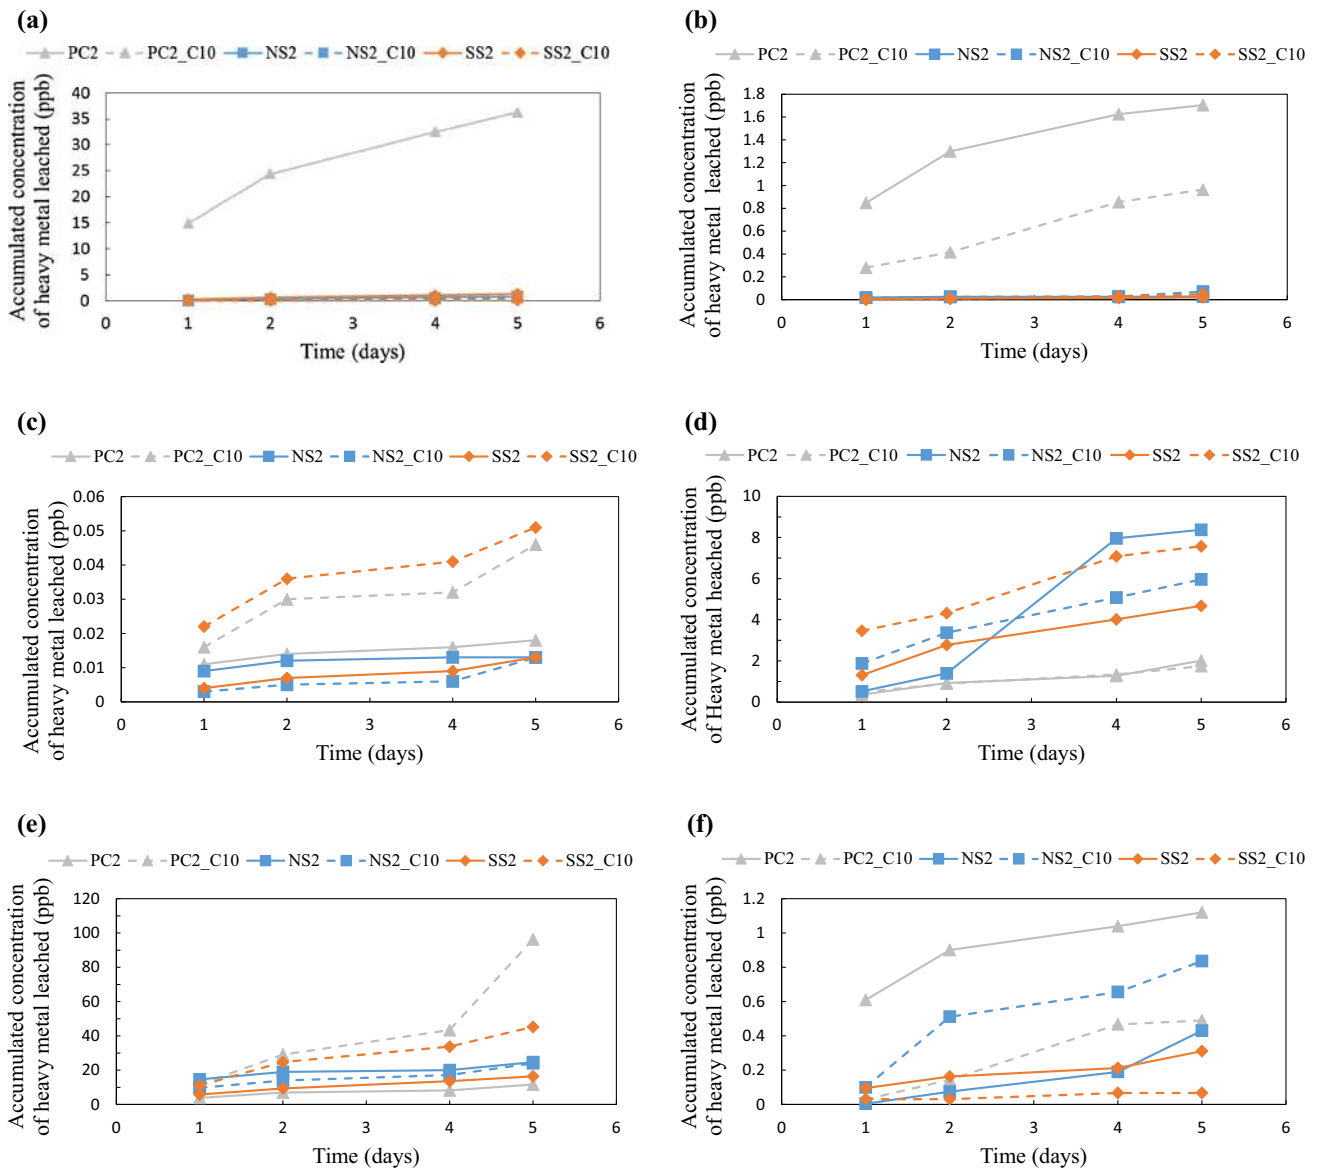 (a)
PC2 PC2_C10 NS2 NS2_C10 SS2 SS2_C10
Accumulated concentration
of heavy metal leached (ppb)
40
35
30
25
20
15
10
5
0
0 1 2 3 4 5 6
Time (days)
(b)
PC2 PC2_C10 NS2 NS2_C10 SS2 SS2_C10
Accumulated concentration
of heavy metal leached (ppb)
1.8
1.6
1.4
1.2
1
0.8
0.6
0.4
0.2
0
0 1 2 3 4 5 6
Time (days)
(c)
PC2 PC2_C10 NS2 NS2_C10 SS2 SS2_C10
Accumulated concentration
of heavy metal leached (ppb)
0.06
0.05
0.04
0.03
0.02
0.01
0
0 1 2 3 4 5 6
Time (days)
(d)
PC2 PC2_C10 NS2 NS2_C10 SS2 SS2_C10
Accumulated concentration
of Heavy metal heached (ppb)
10
8
6
4
2
0
0 1 2 3 4 5 6
Time (days)
(e)
PC2 PC2_C10 NS2 NS2_C10 SS2 SS2_C10
Accumulated concentration
of heavy metal leached (ppb)
120
100
80
60
40
20
0
0 1 2 3 4 5 6
Time (days)
(f)
PC2 PC2_C10 NS2 NS2_C10 SS2 SS2_C10
Accumulated concentration
of heavy metal leached (ppb)
1.2
1
0.8
0.6
0.4
0.2
0
0 1 2 3 4 5 6
Time (days)